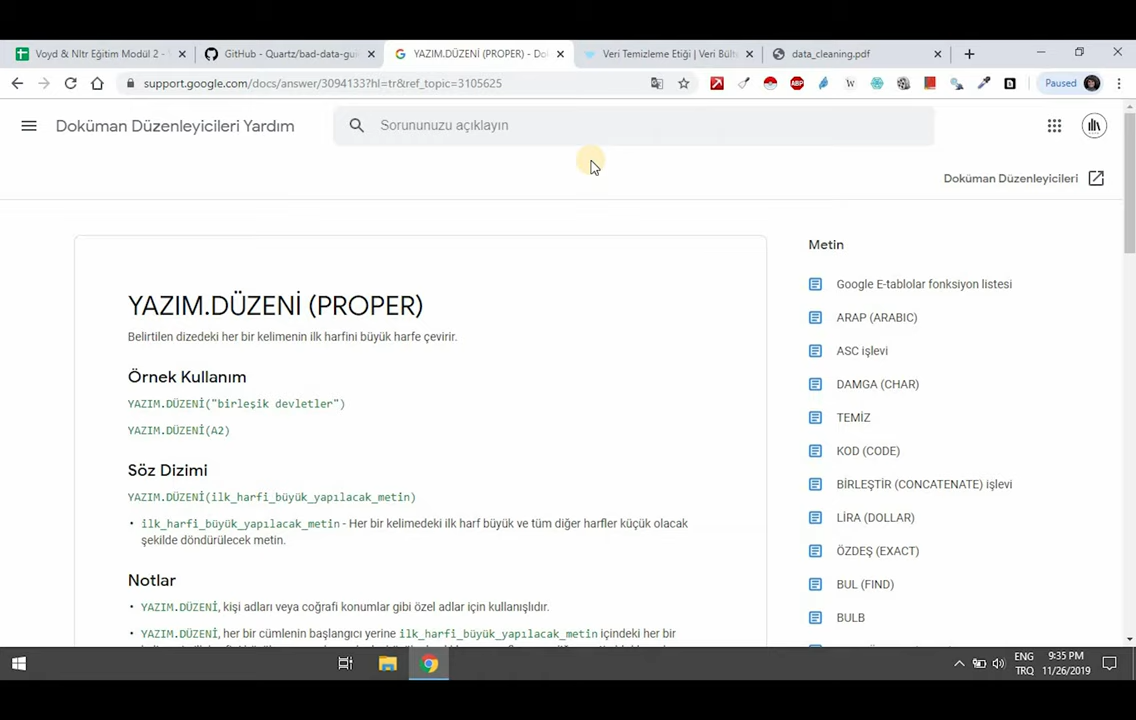 Voyd & Nltr Eğitim Modül 2 -
GitHub - Quartz/bad-data-gui
YAZIM.DÜZENİ (PROPER) - Do
Veri Temizleme Etiği | Veri Bült
data_cleaning.pdf
support.google.com/docs/answer/3094133?hl=tr&ref_topic=3105625
ABP
W
Paused
Doküman Düzenleyicileri Yardım
Sorununuzu açıklayın
Doküman Düzenleyicileri
YAZIM.DÜZENİ (PROPER)
Belirtilen dizedeki her bir kelimenin ilk harfini büyük harfe çevirir.
Örnek Kullanım
YAZIM.DÜZENİ("birleşik devletler")
YAZIM.DÜZENİ(A2)
Söz Dizimi
YAZIM.DÜZENİ(ilk_harfi_büyük_yapılacak_metin)
• ilk_harfi_büyük_yapılacak_metin - Her bir kelimedeki ilk harf büyük ve tüm diğer harfler küçük olacak
şekilde döndürülecek metin.
Notlar
• YAZIM.DÜZENİ, kişi adları veya coğrafi konumlar gibi özel adlar için kullanışlıdır.
• YAZIM.DÜZENİ, her bir cümlenin başlangıcı yerine ilk_harfi_büyük_yapılacak_metin içindeki her bir
Metin
Google E-tablolar fonksiyon listesi
ARAP (ARABIC)
ASC işlevi
DAMGA (CHAR)
TEMİZ
KOD (CODE)
BİRLEŞTİR (CONCATENATE) işlevi
LİRA (DOLLAR)
ÖZDEŞ (EXACT)
BUL (FIND)
BULB
ENG
TRQ
9:35 PM
11/26/2019